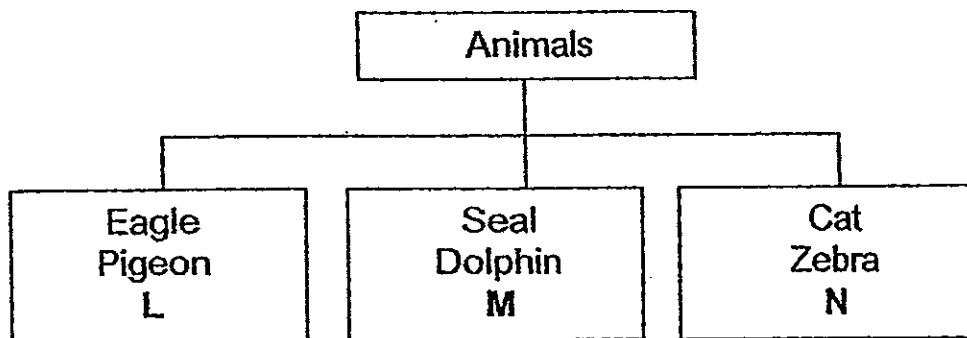 Animals
Eagle
Pigeon
L
Seal
Dolphin
M
Cat
Zebra
N